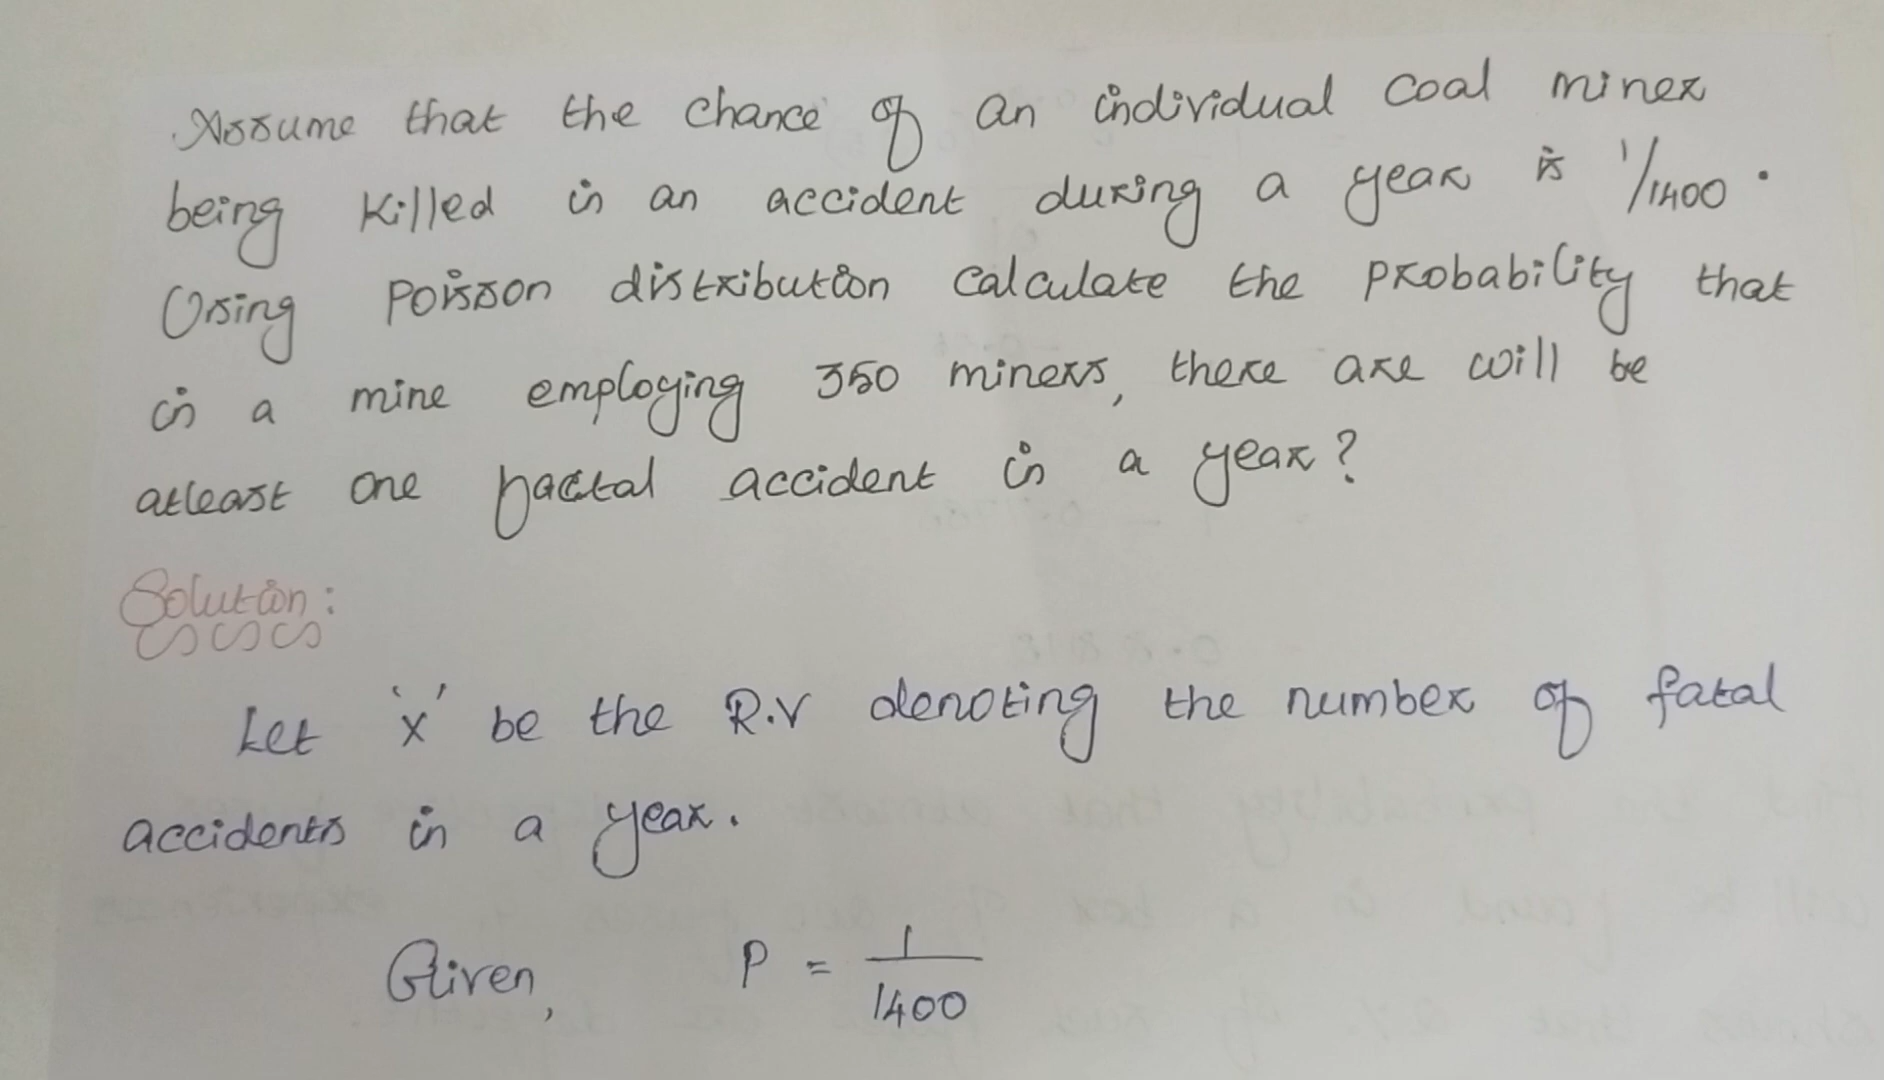 Assume that the chance of an individual coal miner
being killed in an accident during a year is 1/1400.
Using poisson distribution calculate the probability that
in a mine employing 350 miners, there are will be
atleast one factal accident in a year?
Solution:
Let 'x' be the R.V denoting the number of fatal
accidents in a year.
Given, P = 1/1400